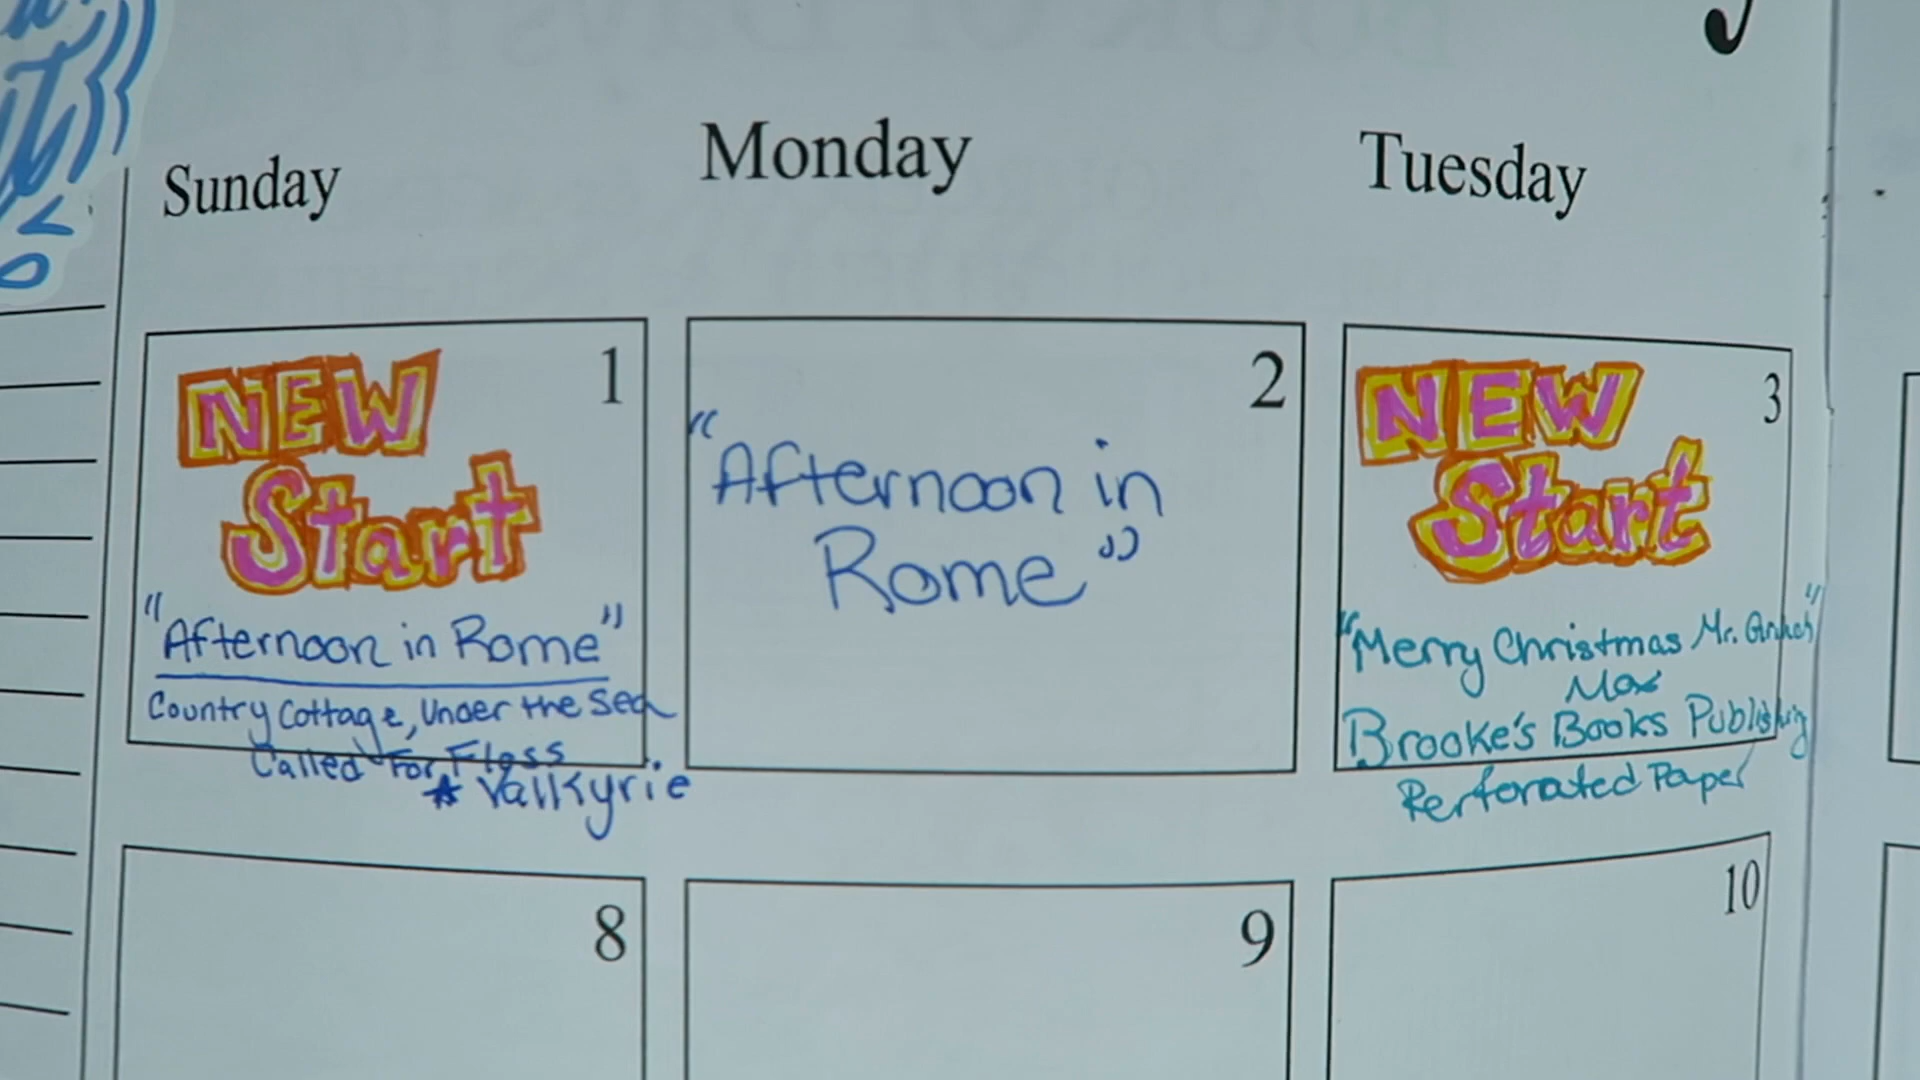 Sunday
Monday
Tuesday
1
NEW
Start
"Afternoon in Rome"
Country Cottage, Under the Sea
Called For Floss
* Valkyrie
2
"Afternoon in
Rome"
3
NEW
Start
"Merry Christmas Mr.
Max
Brooke's Books Publishing
Perforated Paper
8
9
10